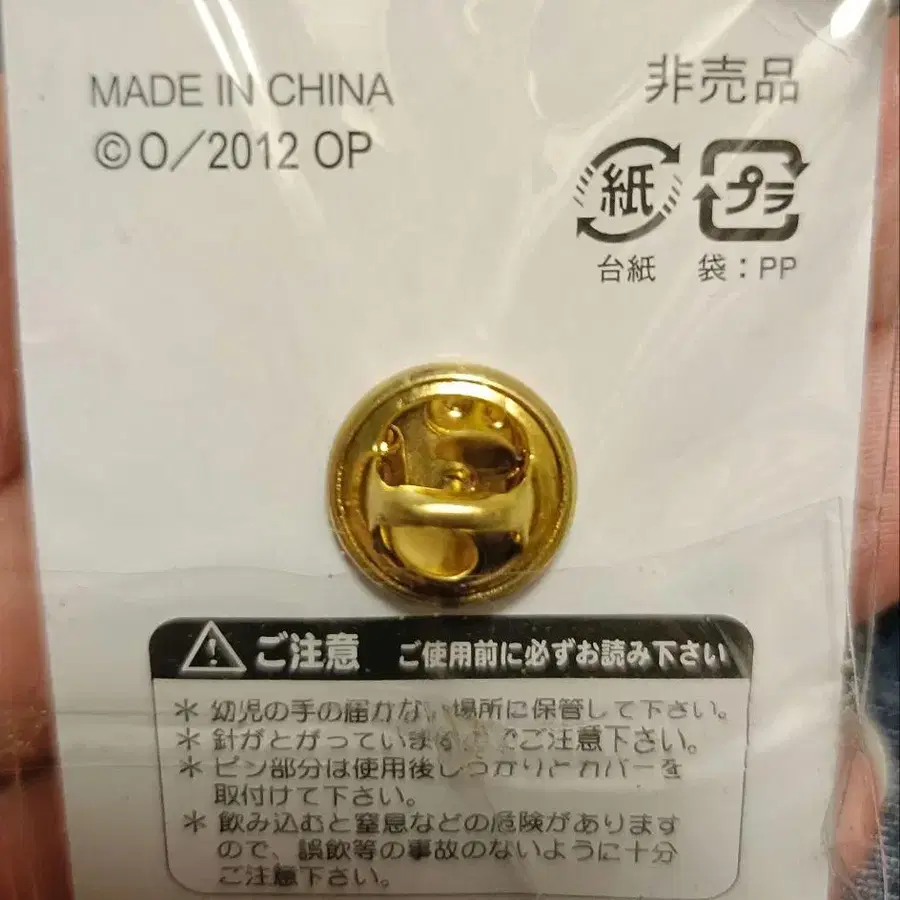 MADE IN CHINA
©O／2012 OP
非売品
紙 プラ
台紙 袋：PP
ご注意 ご使用前に必ずお読み下さい
＊ 幼児の手の届かない場所に保管して下さい。
＊ 針がとがっていますのでご注意下さい。
＊ ピン部分は使用後しっかりとカバーを
取付けて下さい。
＊ 飲み込むと窒息などの危険があります
ので、誤飲等の事故のないように十分
ご注意下さい。